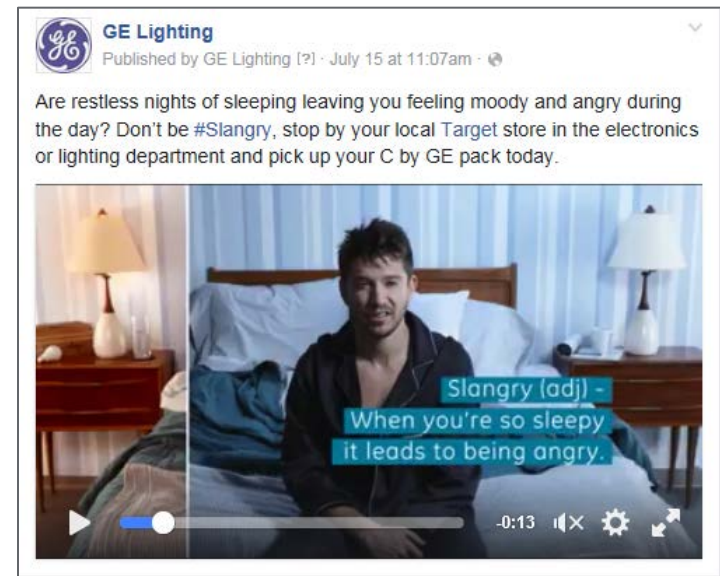 GE
GE Lighting
Published by GE Lighting [?] · July 15 at 11:07am ·
Are restless nights of sleeping leaving you feeling moody and angry during
the day? Don't be #Slangry, stop by your local Target store in the electronics
or lighting department and pick up your C by GE pack today.
Slangry (adj) -
When you're so sleepy
it leads to being angry.
-0:13